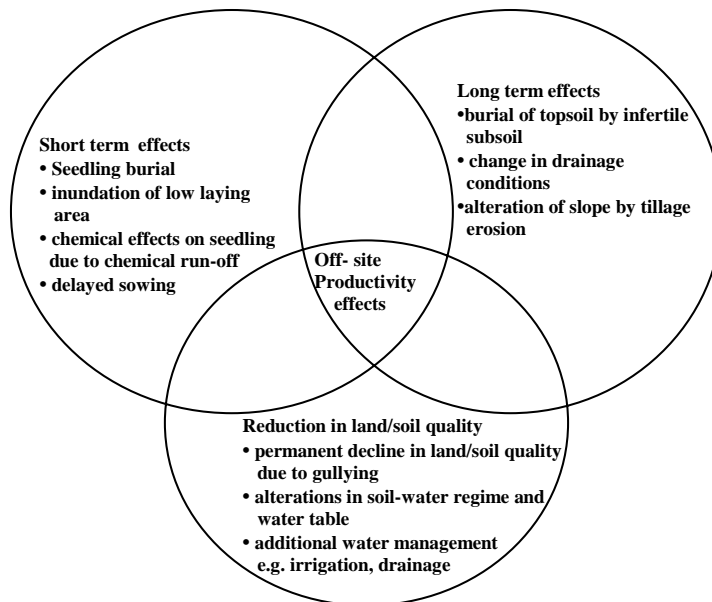 Short term effects
• Seedling burial
• inundation of low laying
area
• chemical effects on seedling
due to chemical run-off
• delayed sowing
Long term effects
•burial of topsoil by infertile
subsoil
• change in drainage
conditions
•alteration of slope by tillage
erosion
Off- site
Productivity
effects
Reduction in land/soil quality
• permanent decline in land/soil quality
due to gullying
• alterations in soil-water regime and
water table
• additional water management
e.g. irrigation, drainage